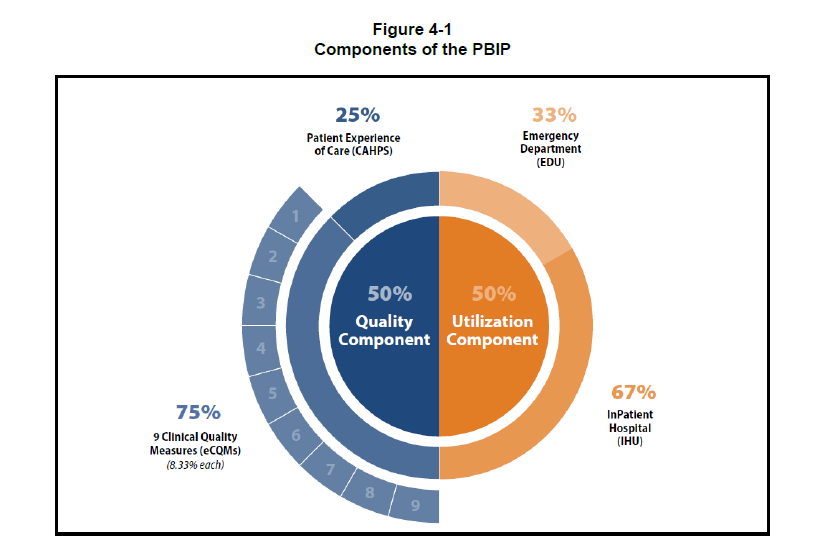 Figure 4-1
Components of the PBIP
25%
Patient Experience
of Care (CAHPS)
33%
Emergency
Department
(EDU)
1
2
3
4
5
6
7
8
9
50%
Quality
Component
50%
Utilization
Component
75%
9 Clinical Quality
Measures (eCQMs)
(8.33% each)
67%
InPatient
Hospital
(IHU)